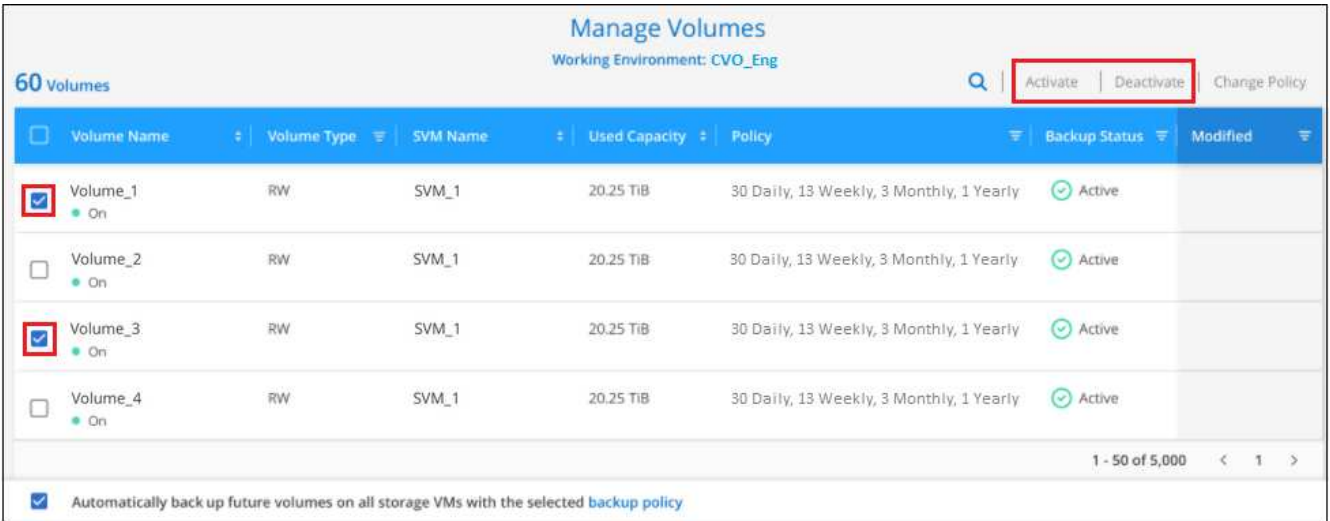 Manage Volumes
Working Environment: CVO_Eng
60 Volumes
Activate | Deactivate | Change Policy
Volume Name Volume Type SVM Name Used Capacity Policy Backup Status Modified
Volume_1 RW SVM_1 20.25 TiB 30 Daily, 13 Weekly, 3 Monthly, 1 Yearly Active
On
Volume_2 RW SVM_1 20.25 TiB 30 Daily, 13 Weekly, 3 Monthly, 1 Yearly Active
On
Volume_3 RW SVM_1 20.25 TiB 30 Daily, 13 Weekly, 3 Monthly, 1 Yearly Active
On
Volume_4 RW SVM_1 20.25 TiB 30 Daily, 13 Weekly, 3 Monthly, 1 Yearly Active
On
1 - 50 of 5,000 < 1 >
Automatically back up future volumes on all storage VMs with the selected backup policy